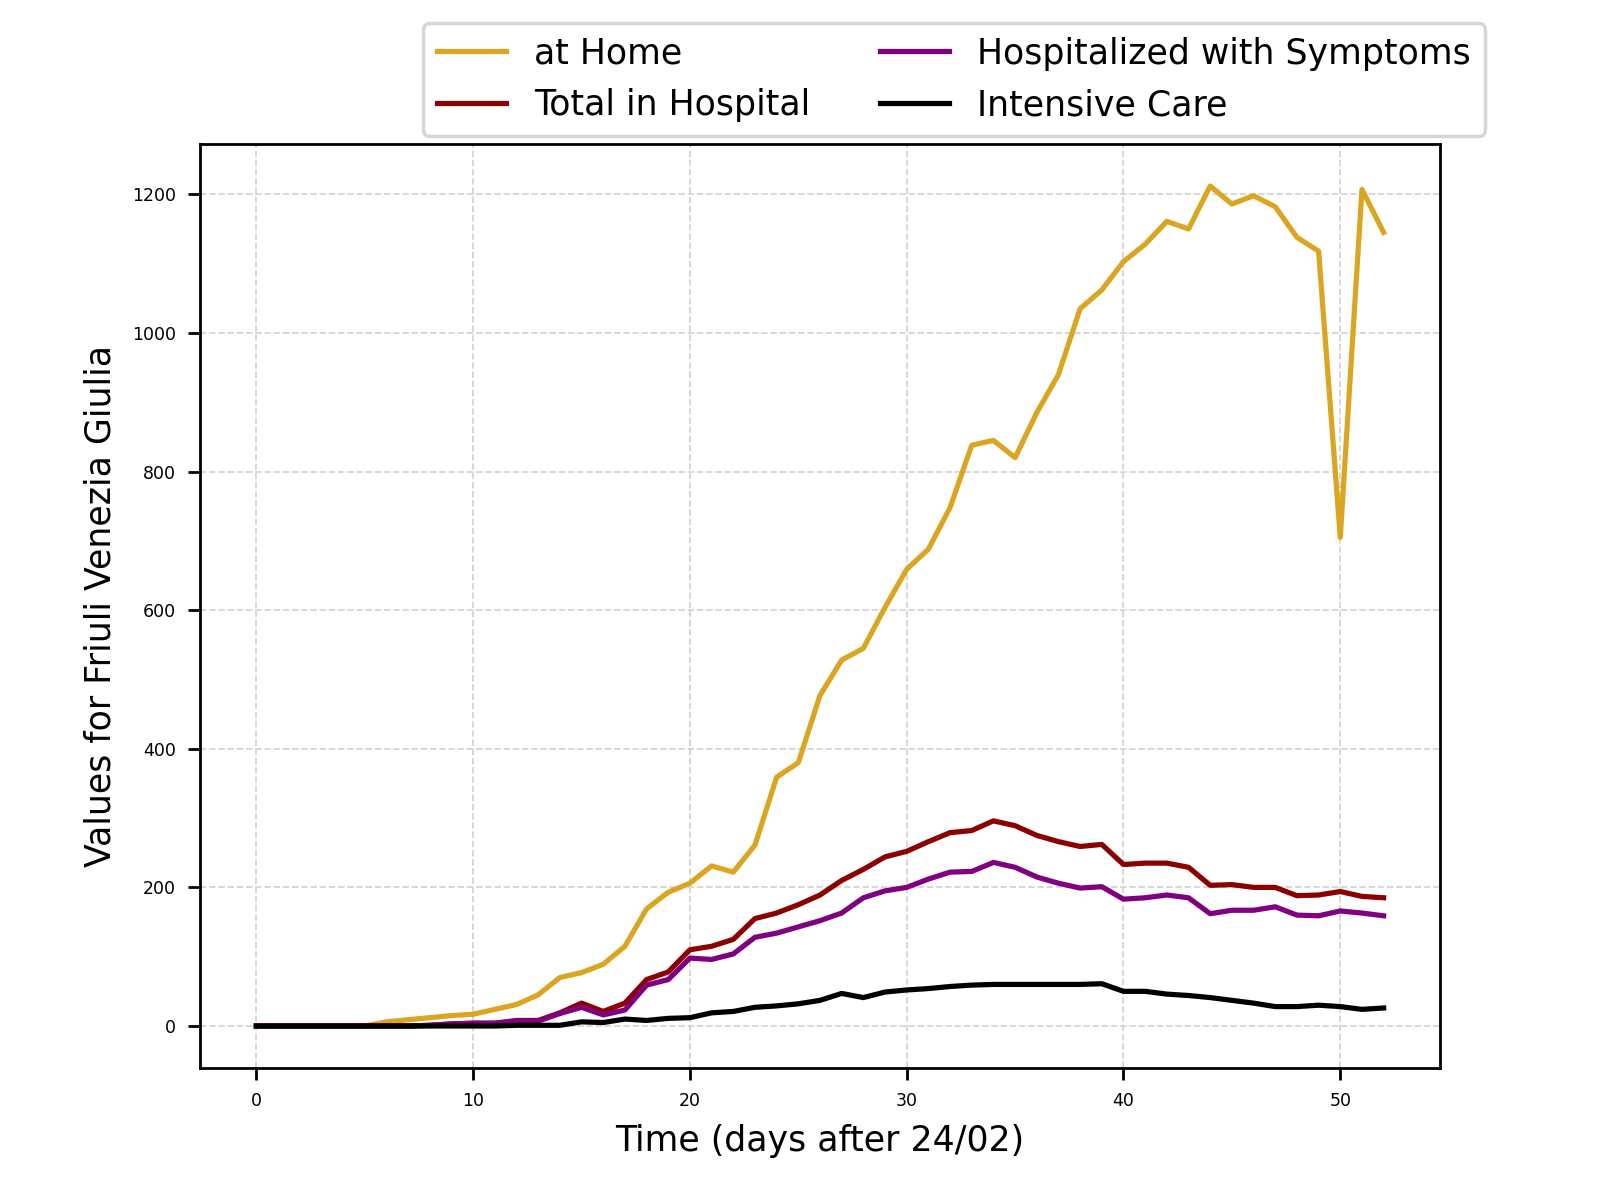 at Home
Total in Hospital
Hospitalized with Symptoms
Intensive Care
Values for Friuli Venezia Giulia
1200
1000
800
600
400
200
0
0 10 20 30 40 50
Time (days after 24/02)